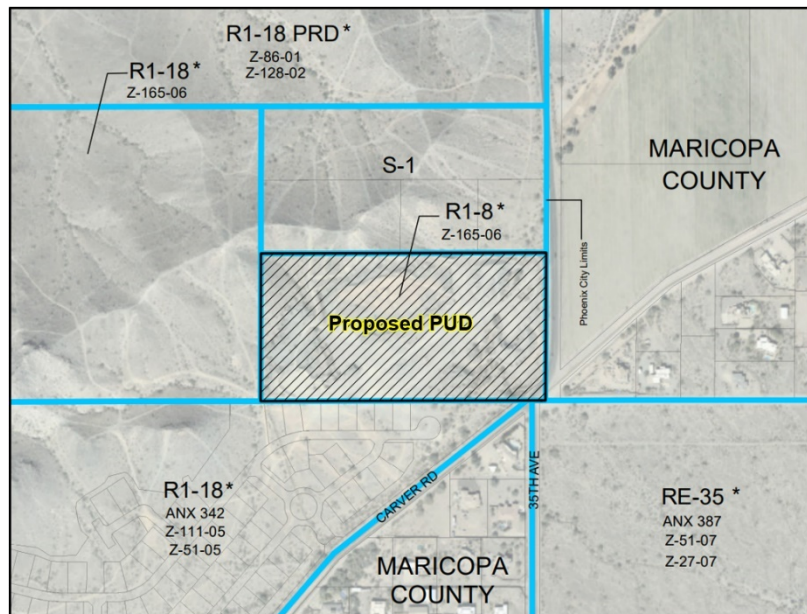 R1-18 PRD *
Z-86-01
Z-128-02
R1-18 *
Z-165-06
MARICOPA
COUNTY
S-1
R1-8 *
Z-165-06
Phoenix City Limits
Proposed PUD
R1-18 *
ANX 342
Z-111-05
Z-51-05
CARVER RD
35TH AVE
RE-35 *
ANX 387
Z-51-07
Z-27-07
MARICOPA
COUNTY